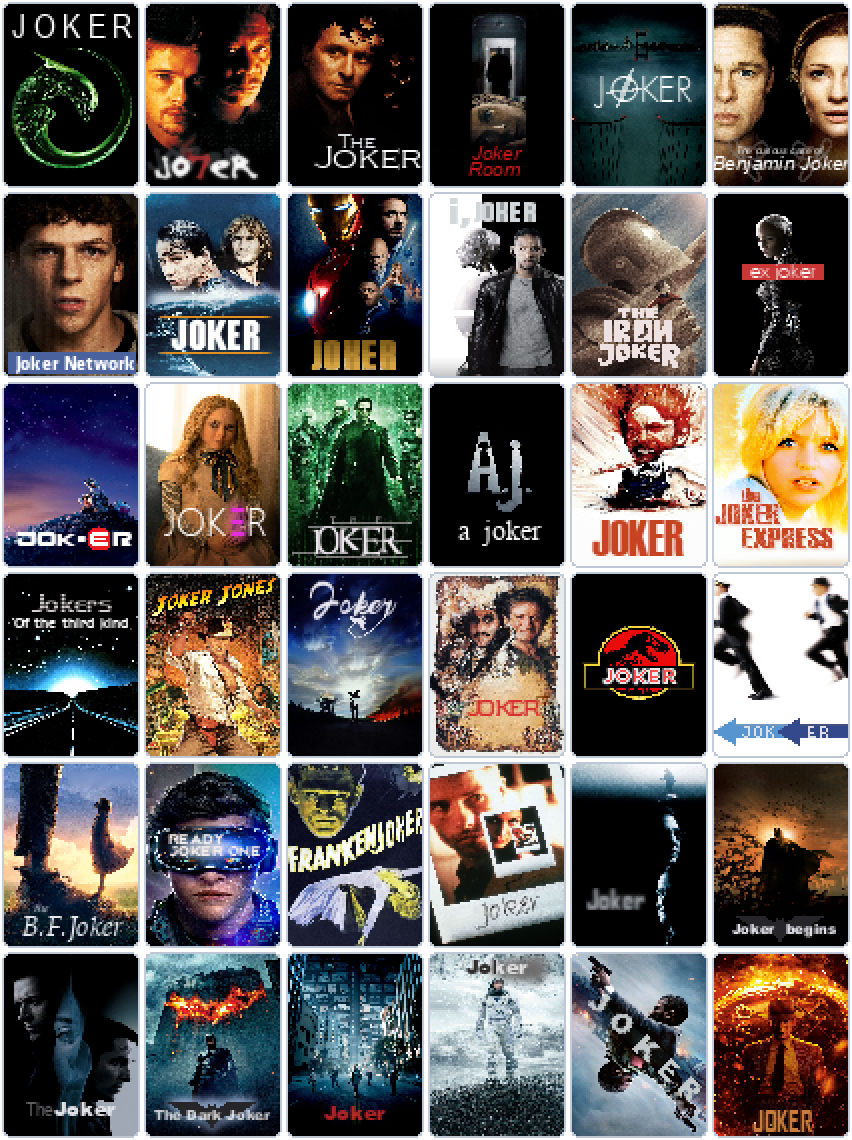 JOKER
JO7ER
THE
JOKER
Joker
Room
JØKER
The curious case of
Benjamin Joker
Joker Network
JOKER
JOKER
i, JOKER
THE
IRON
JOKER
ex joker
JOK-ER
JOKER
THE
JOKER
A.J.
a joker
JOKER
the
JOKER
EXPRESS
Jokers
Of the third kind
JOKER JONES
Joker
JOKER
JOKER
JOK ER
the
B.F. Joker
READY
JOKER ONE
FRANKENJOKER
Joker
Joker
Joker begins
The Joker
The Dark Joker
Joker
Joker
JOKER
JOKER